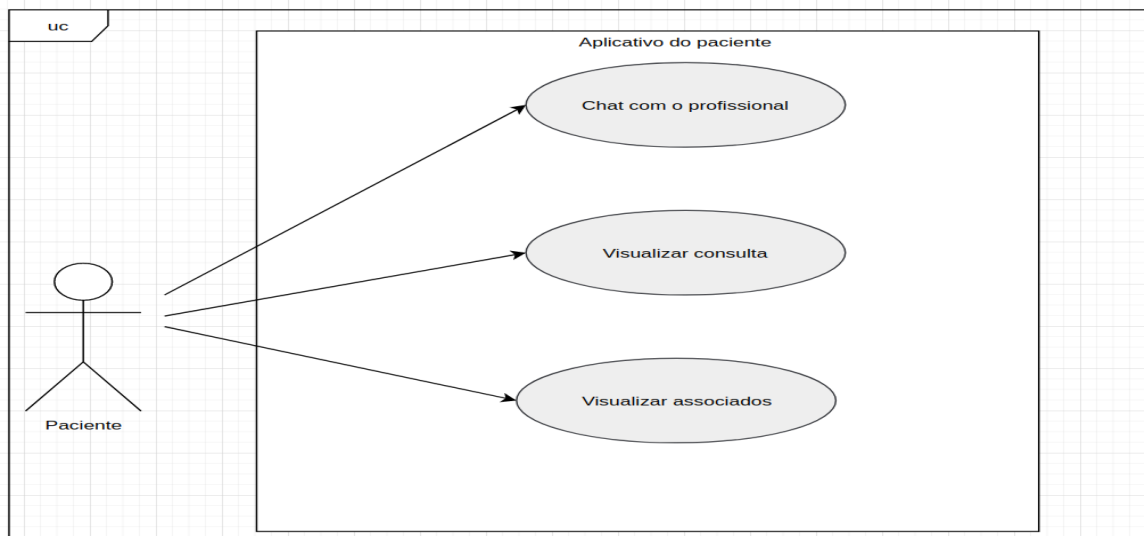 uc
Aplicativo do paciente
Chat com o profissional
Visualizar consulta
Visualizar associados
Paciente